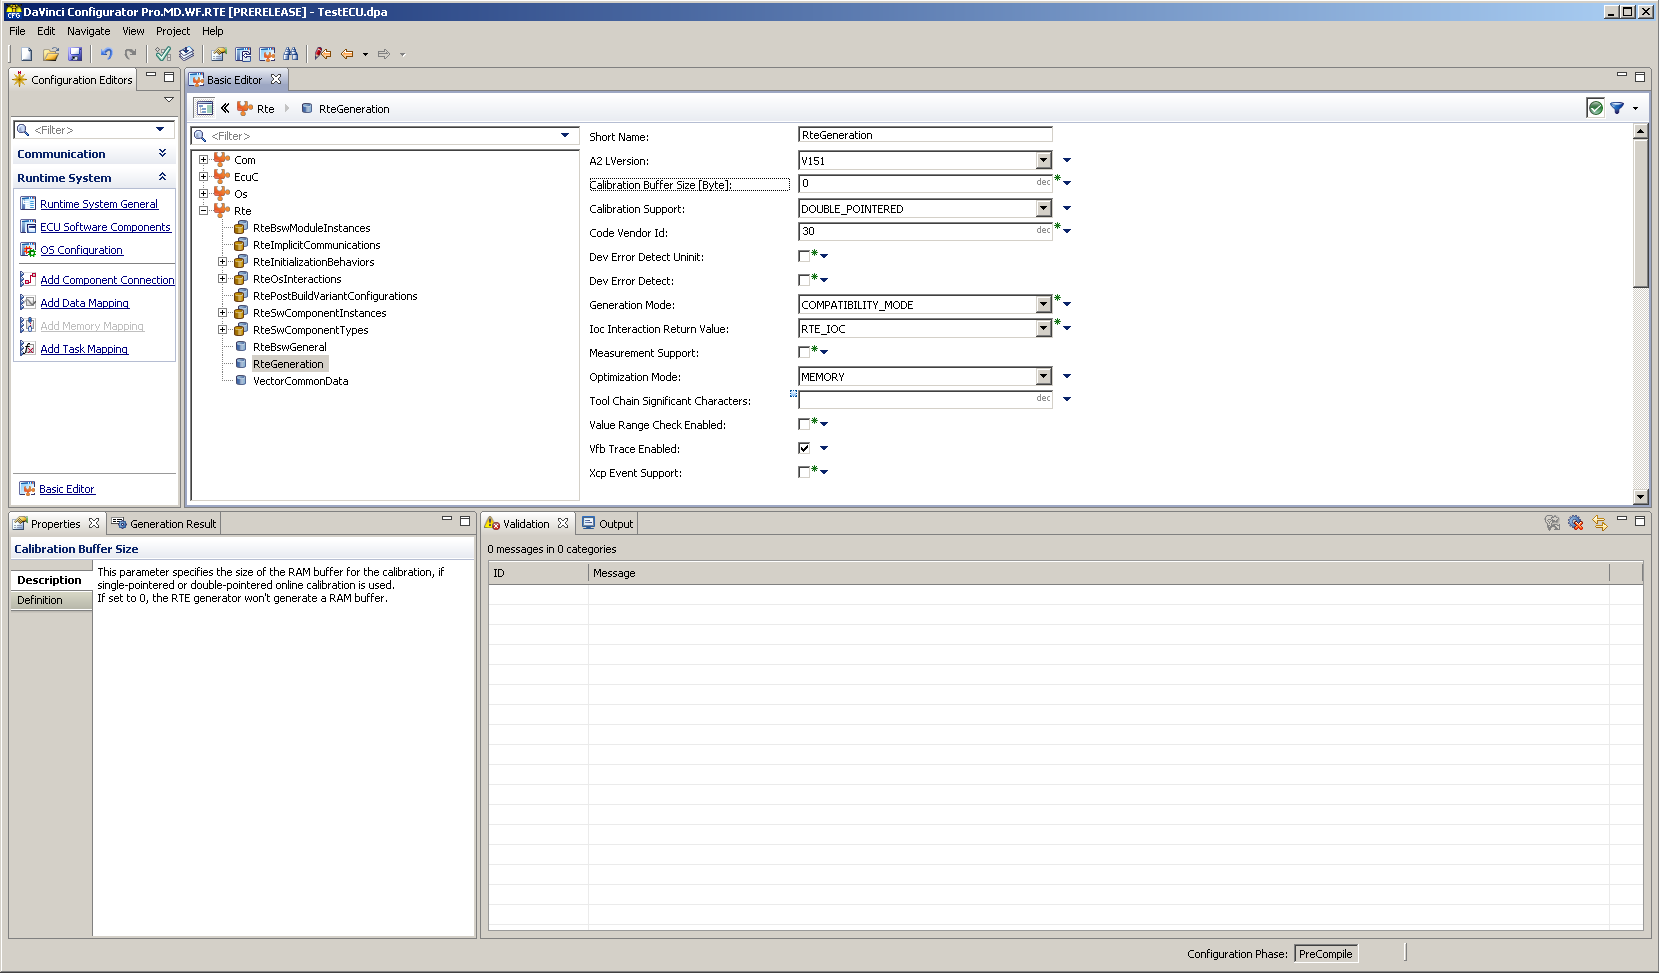 DaVinci Configurator Pro.MD.WF.RTE [PRERELEASE] - TestECU.dpa
File Edit Navigate View Project Help
Configuration Editors
<Filter>
Communication
Runtime System
Runtime System General
ECU Software Components
OS Configuration
Add Component Connection
Add Data Mapping
Add Memory Mapping
Add Task Mapping
Basic Editor
Basic Editor
Rte RteGeneration
<Filter>
Com
EcuC
Os
Rte
RteBswModuleInstances
RteImplicitCommunications
RteInitializationBehaviors
RteOsInteractions
RtePostBuildVariantConfigurations
RteSwComponentInstances
RteSwComponentTypes
RteBswGeneral
RteGeneration
VectorCommonData
Short Name: RteGeneration
A2 LVersion: V151
Calibration Buffer Size [Byte]: 0 dec
Calibration Support: DOUBLE_POINTERED
Code Vendor Id: 30 dec
Dev Error Detect Uninit:
Dev Error Detect:
Generation Mode: COMPATIBILITY_MODE
Ioc Interaction Return Value: RTE_IOC
Measurement Support:
Optimization Mode: MEMORY
Tool Chain Significant Characters: dec
Value Range Check Enabled:
Vfb Trace Enabled:
Xcp Event Support:
Properties Generation Result
Calibration Buffer Size
Description
Definition
This parameter specifies the size of the RAM buffer for the calibration, if
single-pointered or double-pointered online calibration is used.
If set to 0, the RTE generator won't generate a RAM buffer.
Validation Output
0 messages in 0 categories
ID Message
Configuration Phase: PreCompile